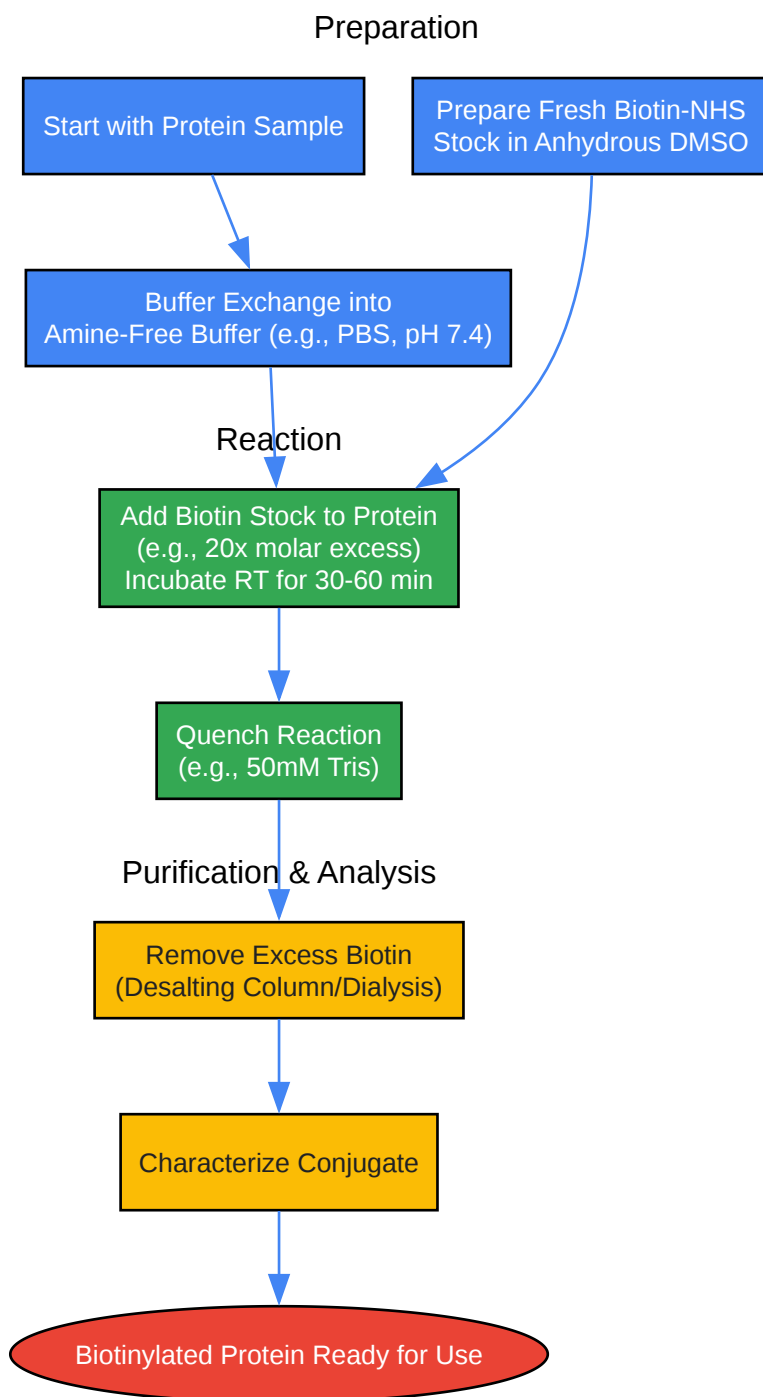 Preparation
Start with Protein Sample
Prepare Fresh Biotin-NHS
Stock in Anhydrous DMSO
Buffer Exchange into
Amine-Free Buffer (e.g., PBS, pH 7.4)
Reaction
Add Biotin Stock to Protein
(e.g., 20x molar excess)
Incubate RT for 30-60 min
Quench Reaction
(e.g., 50mM Tris)
Purification & Analysis
Remove Excess Biotin
(Desalting Column/Dialysis)
Characterize Conjugate
Biotinylated Protein Ready for Use